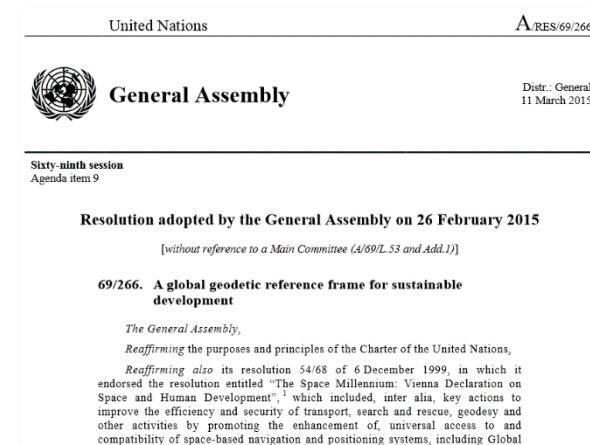 United Nations A/RES/69/266
General Assembly
Distr.: General
11 March 2015
Sixty-ninth session
Agenda item 9
Resolution adopted by the General Assembly on 26 February 2015
[without reference to a Main Committee (A/69/L.53 and Add.1)]
69/266. A global geodetic reference frame for sustainable
development
The General Assembly,
Reaffirming the purposes and principles of the Charter of the United Nations,
Reaffirming also its resolution 54/68 of 6 December 1999, in which it
endorsed the resolution entitled “The Space Millennium: Vienna Declaration on
Space and Human Development”,1 which included, inter alia, key actions to
improve the efficiency and security of transport, search and rescue, geodesy and
other activities by promoting the enhancement of, universal access to and
compatibility of space-based navigation and positioning systems, including Global